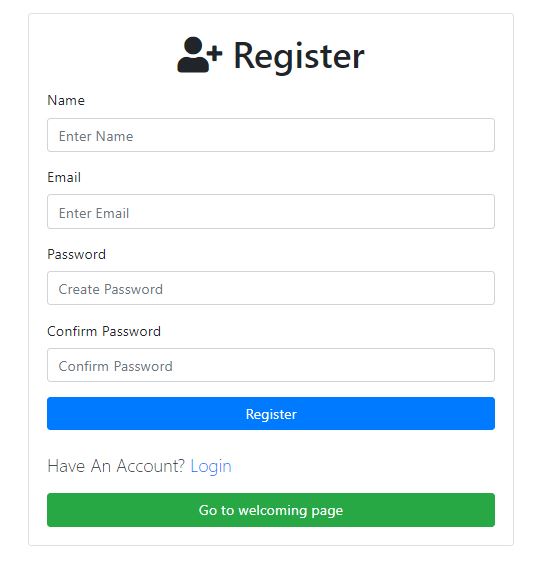 Register
Name
Enter Name
Email
Enter Email
Password
Create Password
Confirm Password
Confirm Password
Register
Have An Account? Login
Go to welcoming page